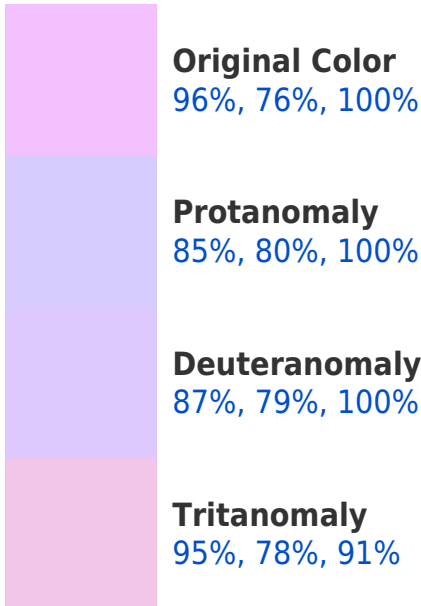 Original Color
96%, 76%, 100%
Protanomaly
85%, 80%, 100%
Deuteranomaly
87%, 79%, 100%
Tritanomaly
95%, 78%, 91%